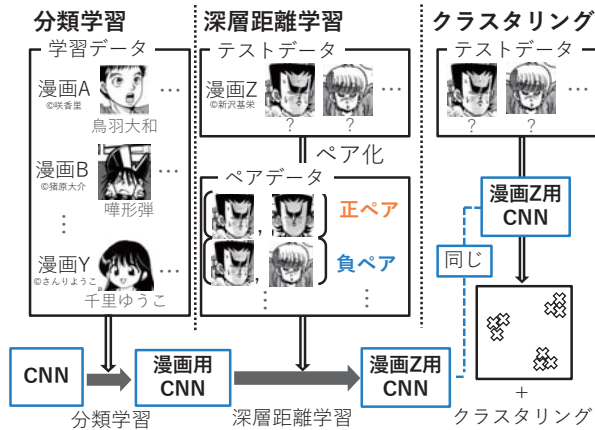 分類学習
学習データ
漫画A
©咲香里
…
鳥羽大和
漫画B
©猪原大介
…
嘩形弾
⋮
漫画Y
©さんりようこ
…
千里ゆうこ
CNN
分類学習
漫画用
CNN
深層距離学習
テストデータ
漫画Z
©新沢基栄
…
? ?
ペア化
ペアデータ
, 正ペア
, 負ペア
⋮ ⋮
深層距離学習
漫画Z用
CNN
クラスタリング
テストデータ
…
? ?
漫画Z用
CNN
同じ
+
クラスタリング